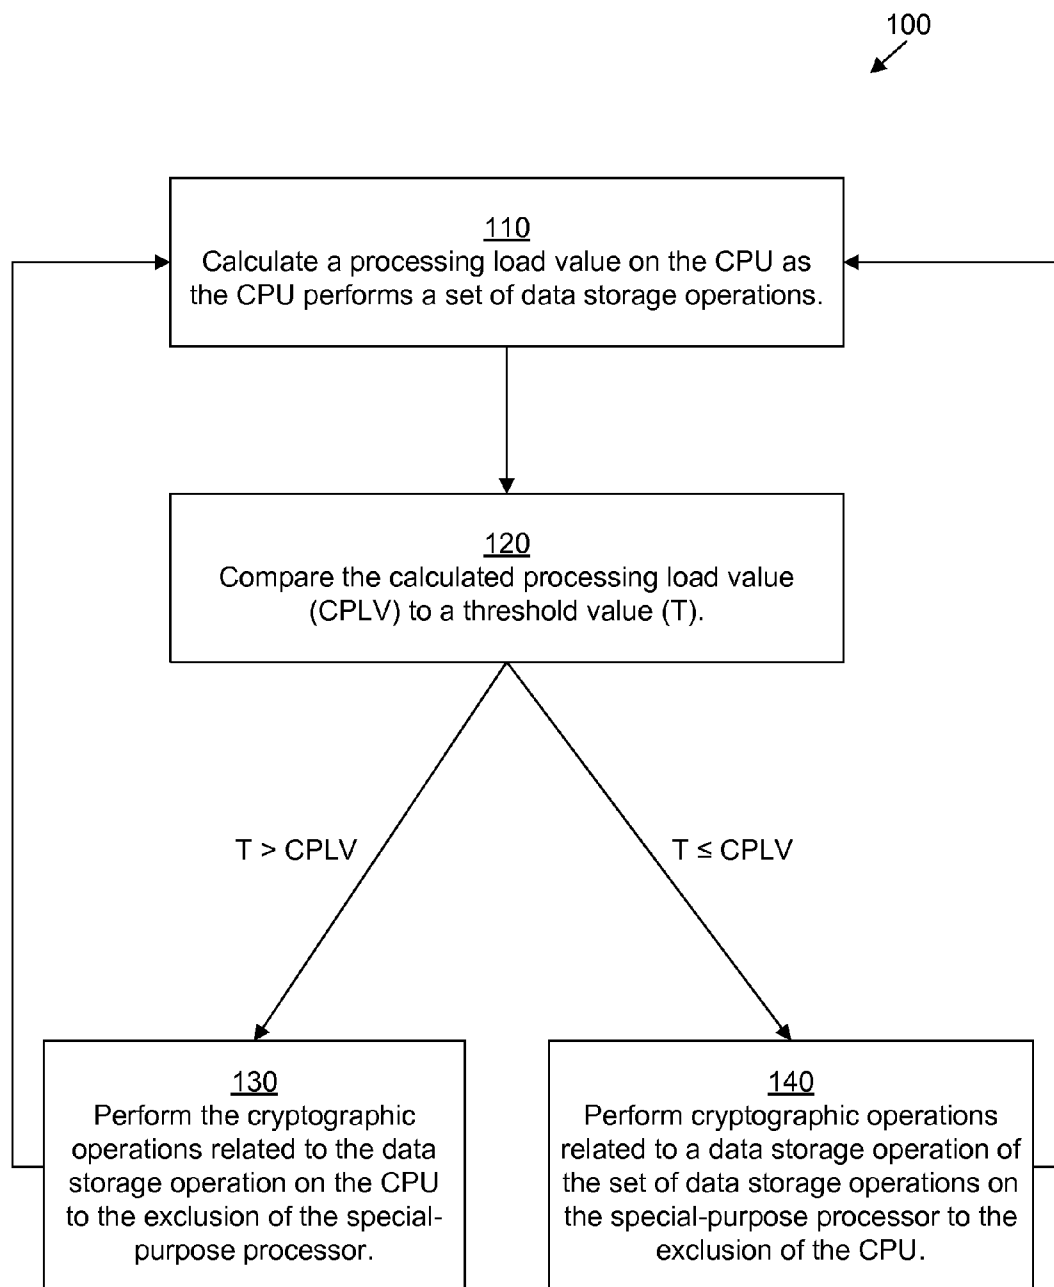 100
110
Calculate a processing load value on the CPU as
the CPU performs a set of data storage operations.
120
Compare the calculated processing load value
(CPLV) to a threshold value (T).
T > CPLV
T ≤ CPLV
130
Perform the cryptographic
operations related to the data
storage operation on the CPU
to the exclusion of the special-
purpose processor.
140
Perform cryptographic operations
related to a data storage operation of
the set of data storage operations on
the special-purpose processor to the
exclusion of the CPU.